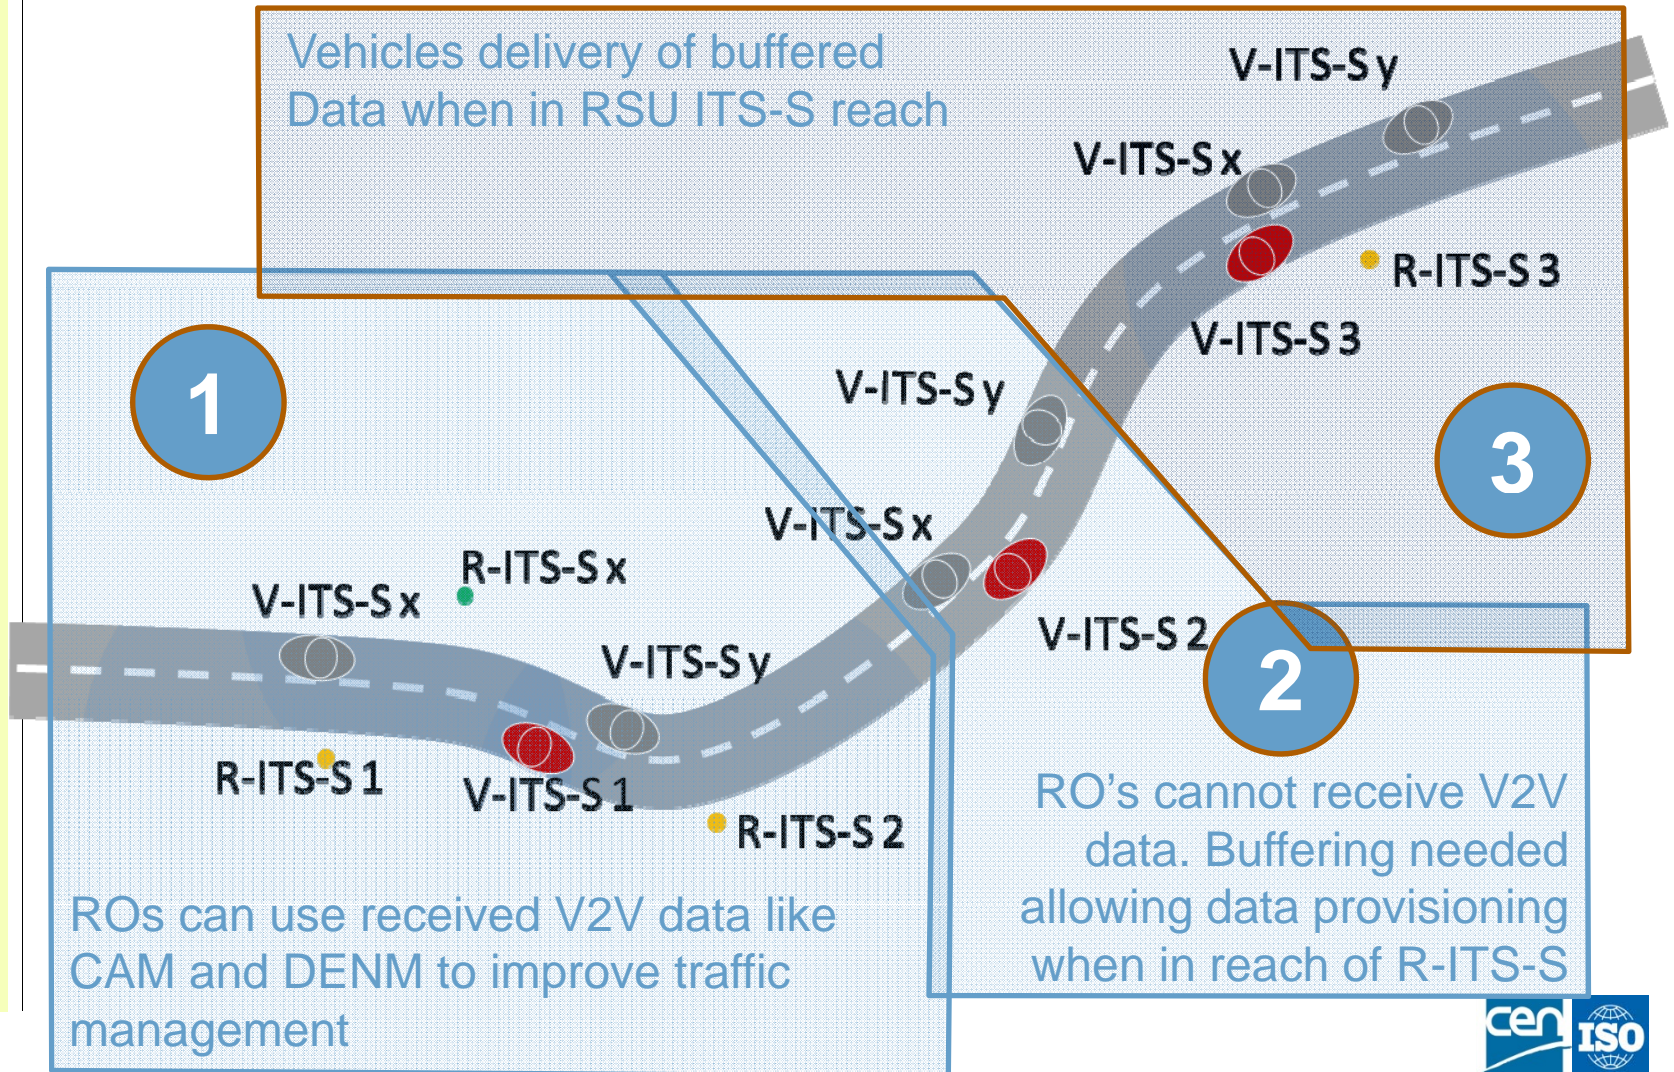 Vehicles delivery of buffered
Data when in RSU ITS-S reach
V-ITS-S y
V-ITS-S x
R-ITS-S 3
V-ITS-S 3
3
1
V-ITS-S y
V-ITS-S x
R-ITS-S x
V-ITS-S x
V-ITS-S 2
V-ITS-S y
2
R-ITS-S 1
V-ITS-S 1
R-ITS-S 2
RO's cannot receive V2V
data. Buffering needed
allowing data provisioning
when in reach of R-ITS-S
ROs can use received V2V data like
CAM and DENM to improve traffic
management
cen
ISO